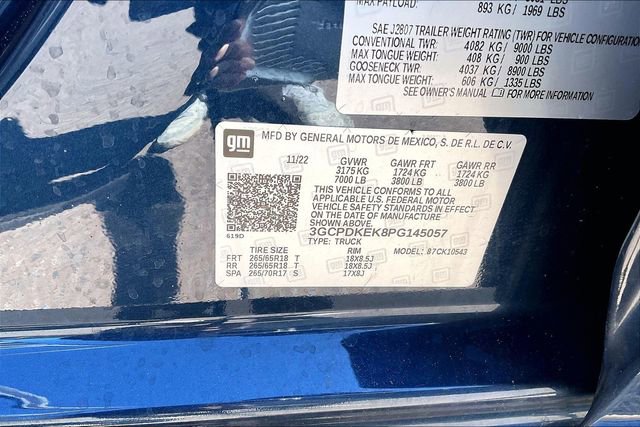 MAX PAYLOAD:
893 KG / 1969 LBS
SAE J2807 TRAILER WEIGHT RATING (TWR) FOR VEHICLE CONFIGURATION
CONVENTIONAL TWR: 4082 KG / 9000 LBS
MAX TONGUE WEIGHT: 408 KG / 900 LBS
GOOSENECK TWR: 4037 KG / 8900 LBS
MAX TONGUE WEIGHT: 606 KG / 1335 LBS
SEE OWNER'S MANUAL FOR MORE INFORMATION
gm MFD BY GENERAL MOTORS DE MEXICO, S. DE R.L. DE C.V.
11/22 GVWR GAWR FRT GAWR RR
3175 KG 1724 KG 1724 KG
7000 LB 3800 LB 3800 LB
THIS VEHICLE CONFORMS TO ALL
APPLICABLE U.S. FEDERAL MOTOR
VEHICLE SAFETY STANDARDS IN EFFECT
ON THE DATE OF MANUFACTURE
SHOWN ABOVE.
619D
3GCPDKEK8PG145057
TYPE: TRUCK MODEL: 87CK10543
TIRE SIZE RIM
FRT 265/65R18 T 18X8.5J
RR 265/65R18 T 18X8.5J
SPA 265/70R17 S 17X8J